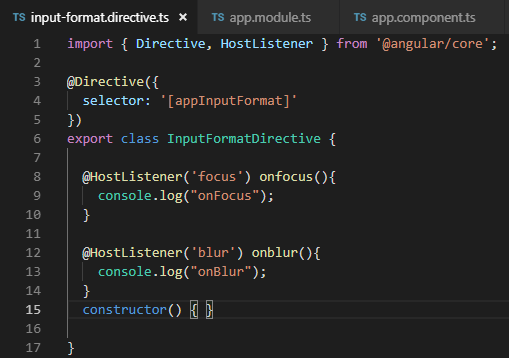 TS input-format.directive.ts × TS app.module.ts TS app.component.ts
1 import { Directive, HostListener } from '@angular/core';
2
3 @Directive({
4 selector: '[appInputFormat]'
5 })
6 export class InputFormatDirective {
7
8 @HostListener('focus') onfocus(){
9 console.log("onFocus");
10 }
11
12 @HostListener('blur') onblur(){
13 console.log("onBlur");
14 }
15 constructor() { }
16
17 }